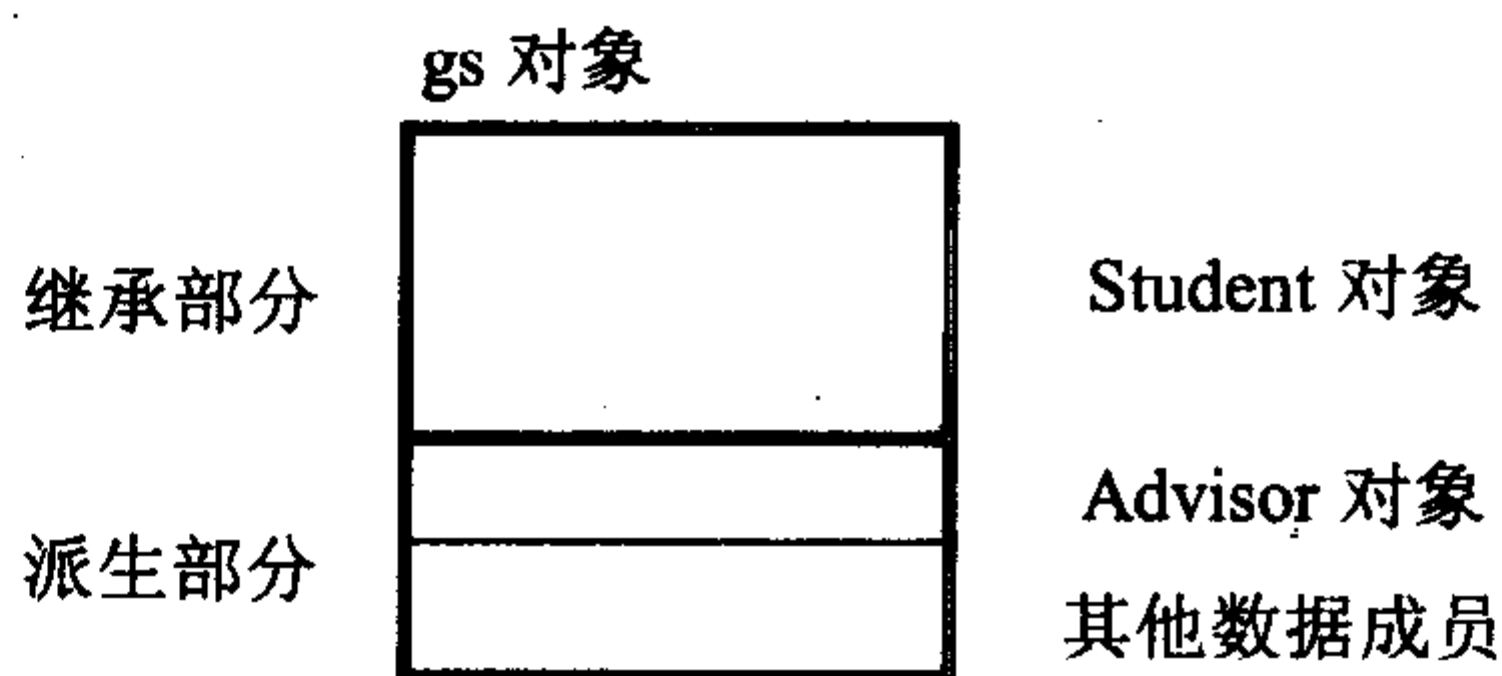 gs 对象
继承部分
Student 对象
Advisor 对象
派生部分
其他数据成员